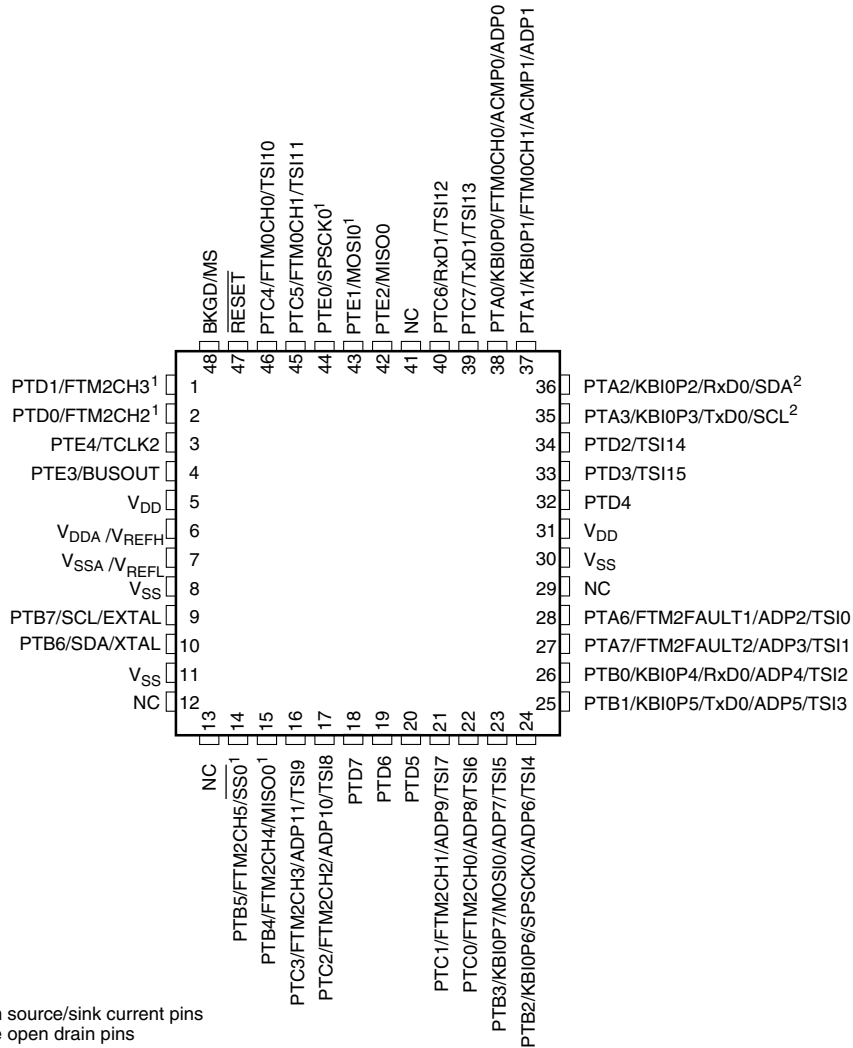 BKGD/MS
RESET
PTC4/FTM0CH0/TSI10
PTC5/FTM0CH1/TSI11
PTE0/SPSCK0¹
PTE1/MOSI0¹
PTE2/MISO0
NC
PTC6/RxD1/TSI12
PTC7/TxD1/TSI13
PTA0/KBI0P0/FTM0CH0/ACMP0/ADP0
PTA1/KBI0P1/FTM0CH1/ACMP1/ADP1
48 47 46 45 44 43 42 41 40 39 38 37
PTD1/FTM2CH3¹ 1
PTD0/FTM2CH2¹ 2
PTE4/TCLK2 3
PTE3/BUSOUT 4
VDD 5
VDDA /VREFH 6
VSSA /VREFL 7
VSS 8
PTB7/SCL/EXTAL 9
PTB6/SDA/XTAL 10
VSS 11
NC 12
36 PTA2/KBI0P2/RxD0/SDA²
35 PTA3/KBI0P3/TxD0/SCL²
34 PTD2/TSI14
33 PTD3/TSI15
32 PTD4
31 VDD
30 VSS
29 NC
28 PTA6/FTM2FAULT1/ADP2/TSI0
27 PTA7/FTM2FAULT2/ADP3/TSI1
26 PTB0/KBI0P4/RxD0/ADP4/TSI2
25 PTB1/KBI0P5/TxD0/ADP5/TSI3
13 14 15 16 17 18 19 20 21 22 23 24
NC
PTB5/FTM2CH5/SS0¹
PTB4/FTM2CH4/MISO0¹
PTC3/FTM2CH3/ADP11/TSI9
PTC2/FTM2CH2/ADP10/TSI8
PTD7
PTD6
PTD5
PTC1/FTM2CH1/ADP9/TSI7
PTC0/FTM2CH0/ADP8/TSI6
PTB3/KBI0P7/MOSI0/ADP7/TSI5
PTB2/KBI0P6/SPSCK0/ADP6/TSI4
source/sink current pins
open drain pins